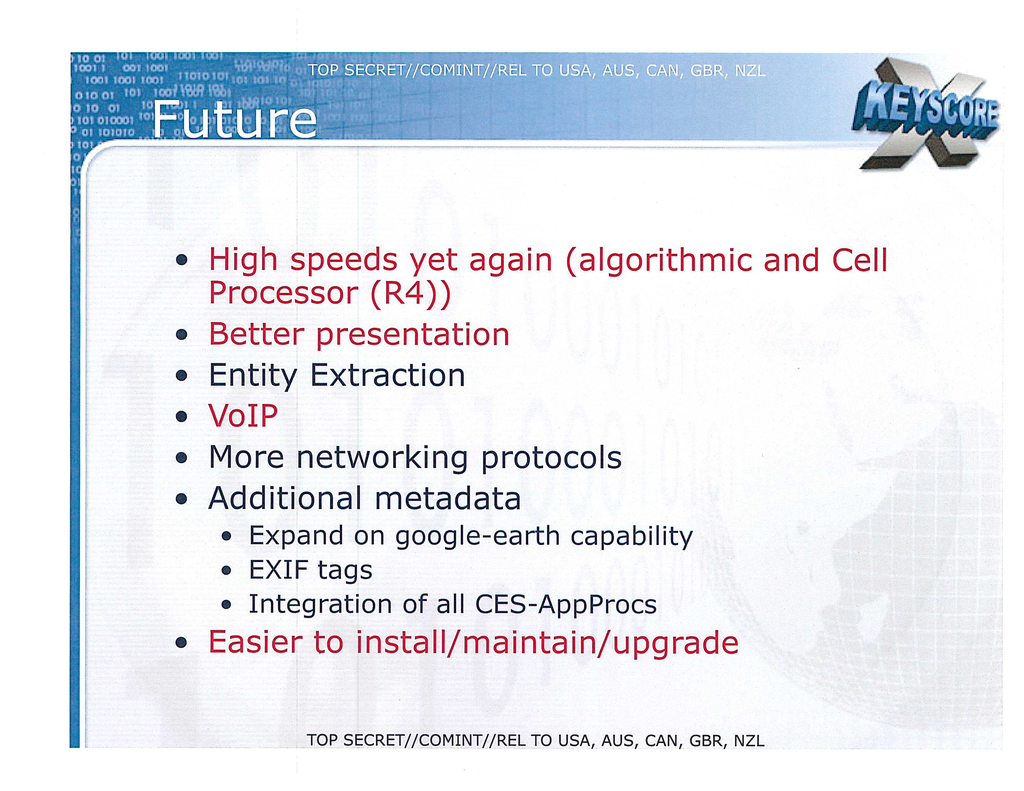 TOP SECRET//COMINT//REL TO USA, AUS, CAN, GBR, NZL
Future
X
KEYSCORE
• High speeds yet again (algorithmic and Cell
Processor (R4))
• Better presentation
• Entity Extraction
• VoIP
• More networking protocols
• Additional metadata
• Expand on google-earth capability
• EXIF tags
• Integration of all CES-AppProcs
• Easier to install/maintain/upgrade
TOP SECRET//COMINT//REL TO USA, AUS, CAN, GBR, NZL